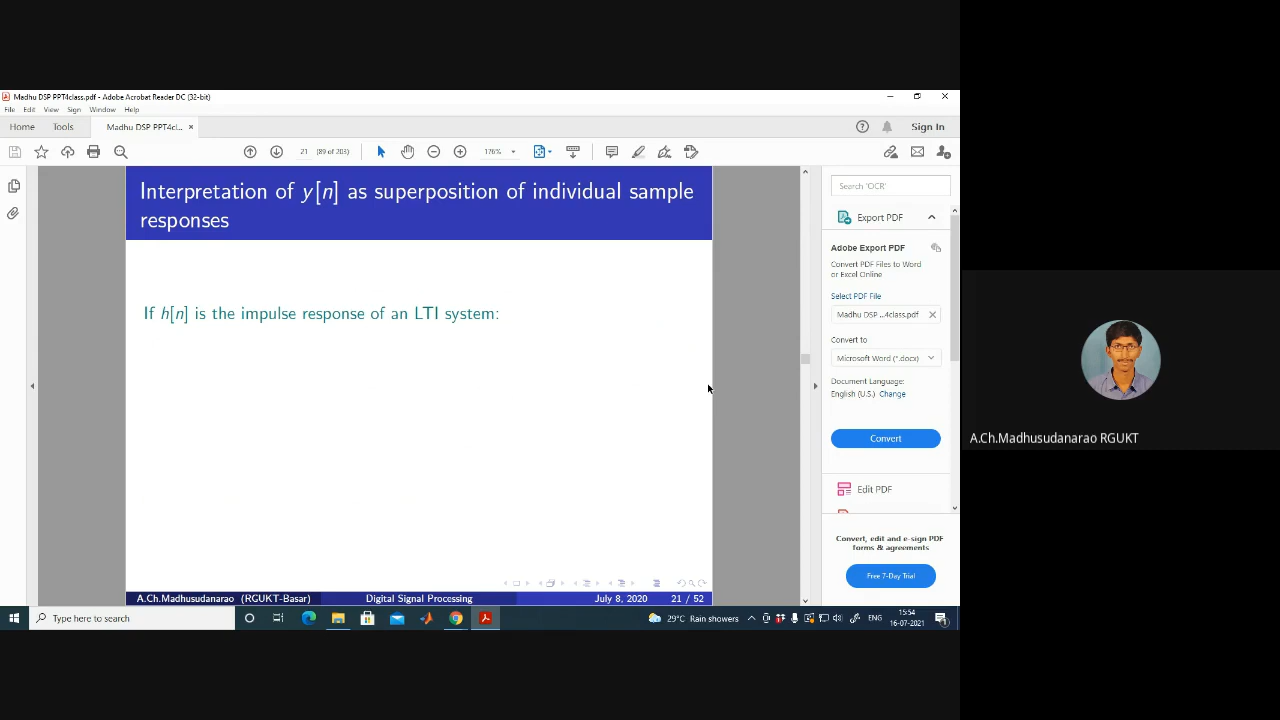 Madhu DSP PPT4class.pdf - Adobe Acrobat Reader DC (32-bit)
File Edit View Sign Window Help
Home Tools Madhu DSP PPT4cl... × Sign In
21 (89 of 203) 176%
Interpretation of y[n] as superposition of individual sample
responses
If h[n] is the impulse response of an LTI system:
A.Ch.Madhusudanarao (RGUKT-Basar) Digital Signal Processing July 8, 2020 21 / 52
Search 'OCR'
Export PDF
Adobe Export PDF
Convert PDF Files to Word
or Excel Online
Select PDF File
Madhu DSP ...4class.pdf
Convert to
Microsoft Word (*.docx)
Document Language:
English (U.S.) Change
Convert
Edit PDF
Convert, edit and e-sign PDF
forms & agreements
Free 7-Day Trial
Type here to search
29°C Rain showers
ENG
15:54
16-07-2021
A.Ch.Madhusudanarao RGUKT